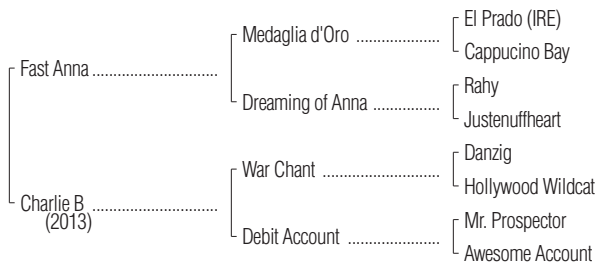 El Prado (IRE)
Medaglia d'Oro ....................
Cappucino Bay
Fast Anna ..............................
Rahy
Dreaming of Anna ................
Justenuffheart
Danzig
War Chant ............................
Hollywood Wildcat
Charlie B ..............................
(2013)
Mr. Prospector
Debit Account ......................
Awesome Account